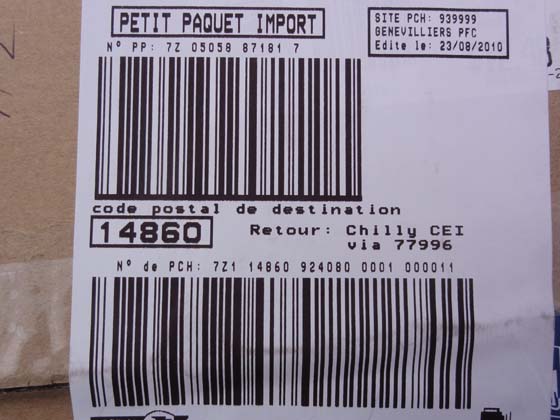 PETIT PAQUET IMPORT
N° PP: 7Z 05058 87181 7
SITE PCH: 939999
GENEVILLIERS PFC
Edite le: 23/08/2010
code postal de destination
14860
Retour: Chilly CEI
via 77996
N° de PCH: 7Z1 14860 924080 0001 000011